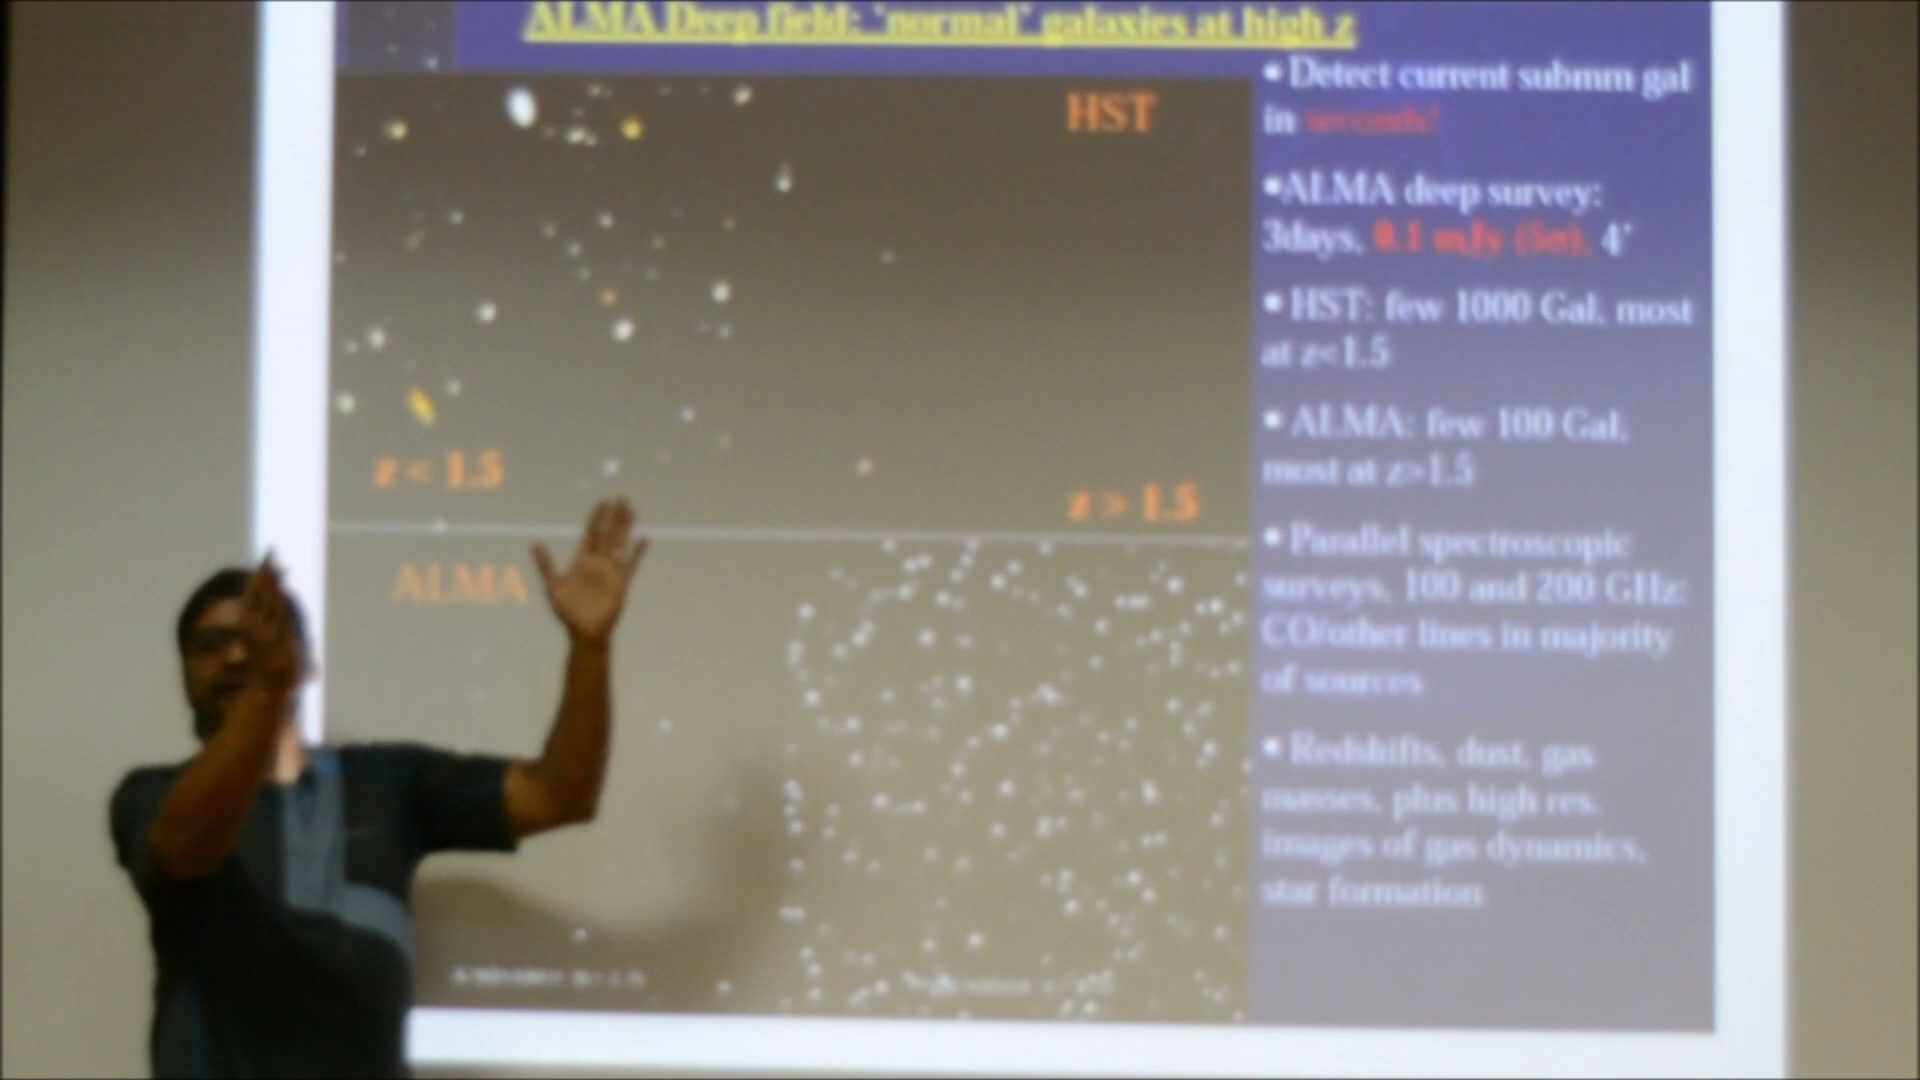 ALMA Deep field: 'normal' galaxies at high z
HST
z < 1.5
z > 1.5
ALMA
• Detect current submm gal
in seconds!
•ALMA deep survey:
3days, 0.1 mJy (5σ), 4'
• HST: few 1000 Gal, most
at z<1.5
• ALMA: few 100 Gal,
most at z>1.5
• Parallel spectroscopic
surveys, 100 and 200 GHz:
CO/other lines in majority
of sources
• Redshifts, dust, gas
masses, plus high res.
images of gas dynamics,
star formation